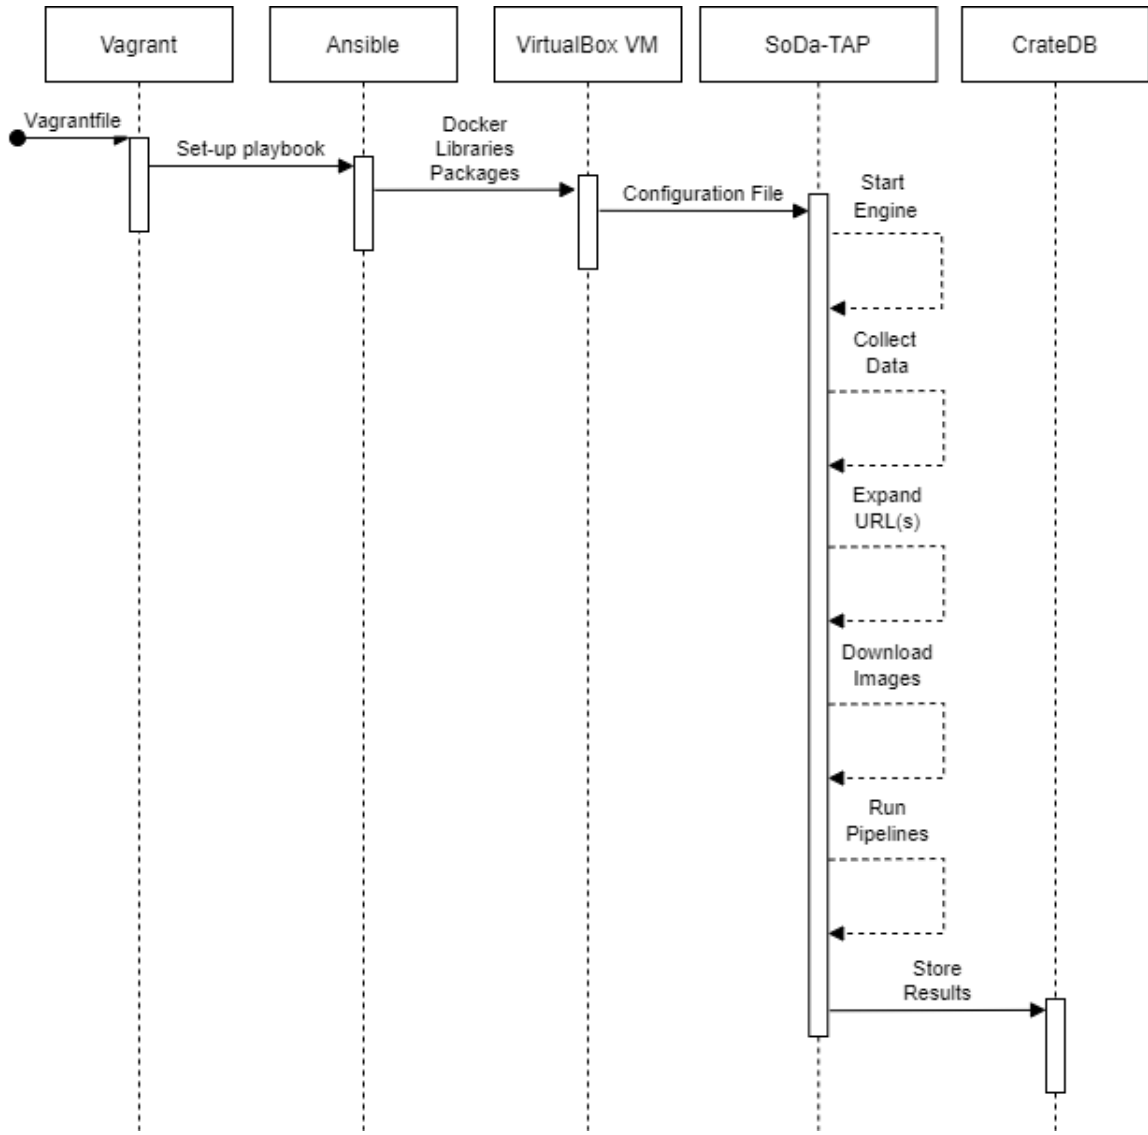 Vagrant
Ansible
VirtualBox VM
SoDa-TAP
CrateDB
Vagrantfile
Set-up playbook
Docker
Libraries
Packages
Configuration File
Start
Engine
Collect
Data
Expand
URL(s)
Download
Images
Run
Pipelines
Store
Results